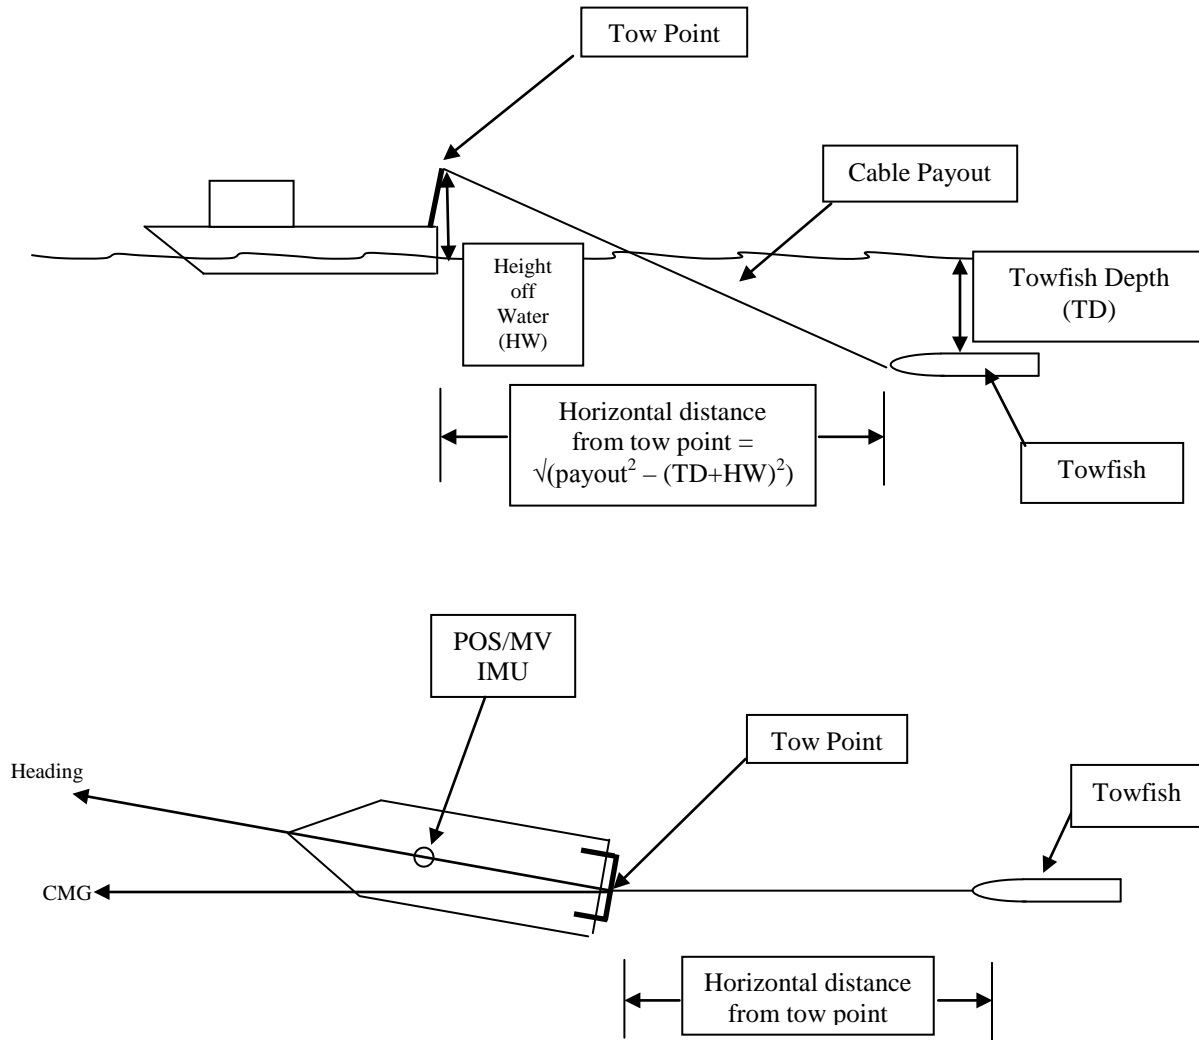 Tow Point
Cable Payout
Height
off
Water
(HW)
Towfish Depth
(TD)
Horizontal distance
from tow point =
√(payout² – (TD+HW)²)
Towfish
POS/MV
IMU
Tow Point
Heading
Towfish
CMG
Horizontal distance
from tow point